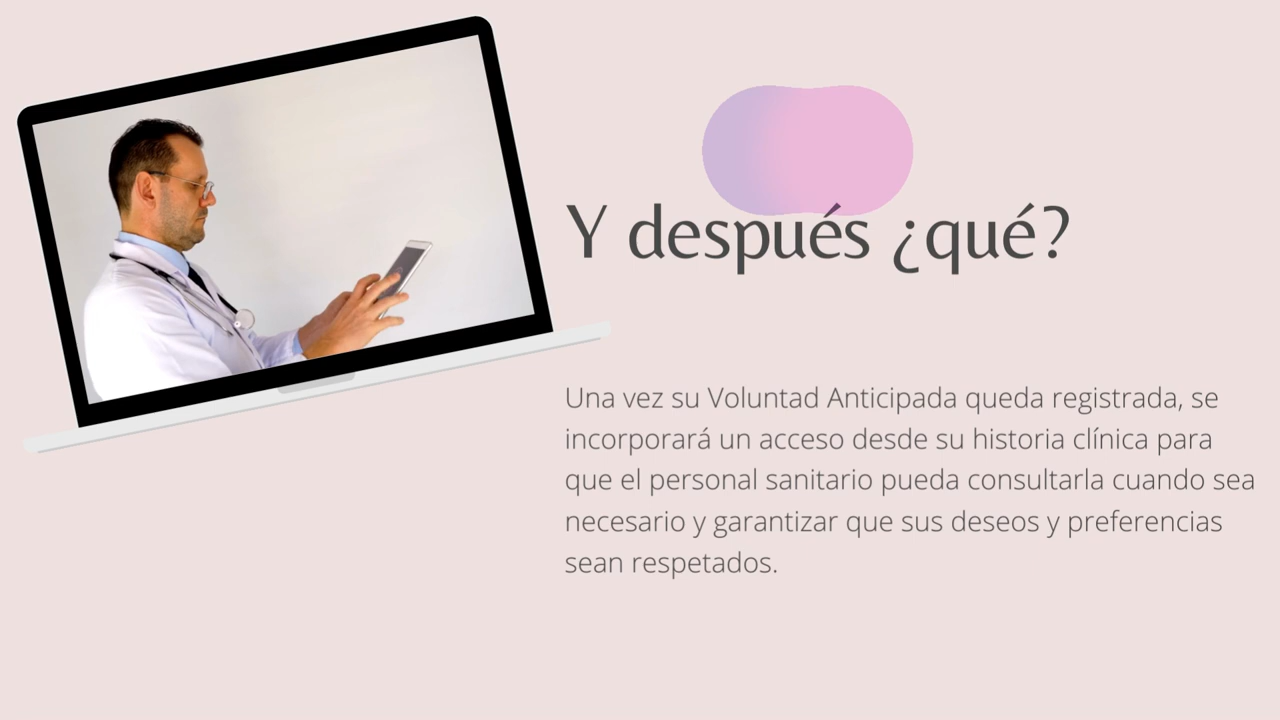 Y después ¿qué?
Una vez su Voluntad Anticipada queda registrada, se
incorporará un acceso desde su historia clínica para
que el personal sanitario pueda consultarla cuando sea
necesario y garantizar que sus deseos y preferencias
sean respetados.